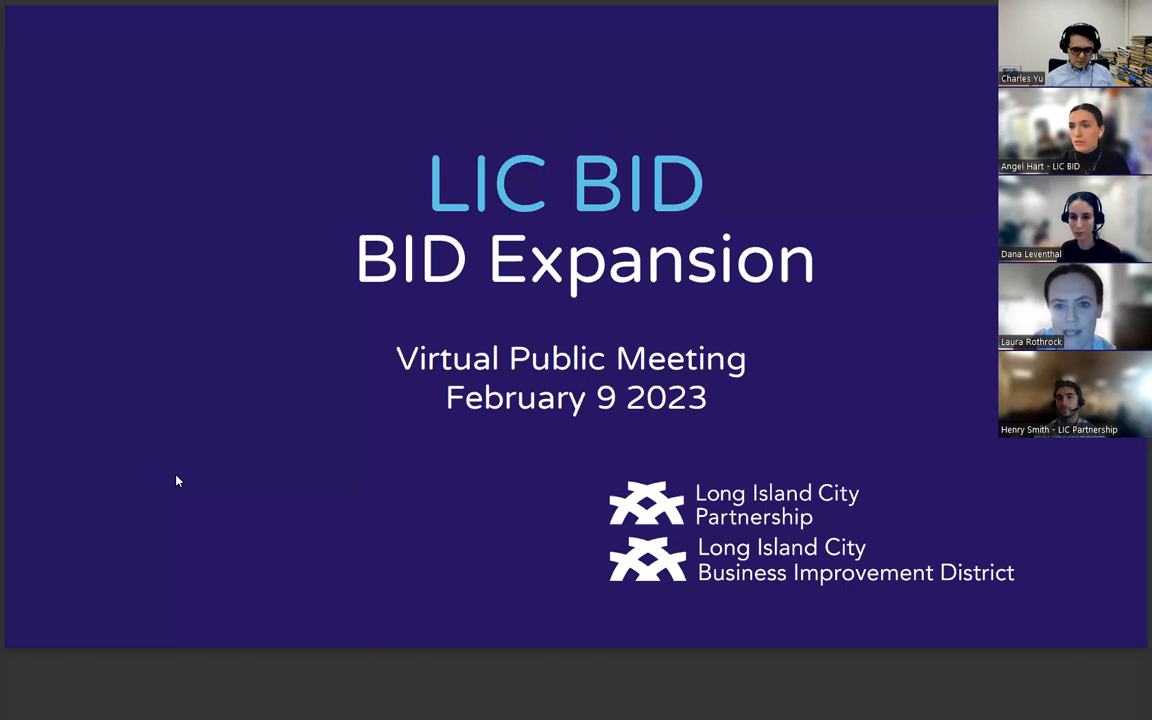 LIC BID
BID Expansion
Virtual Public Meeting
February 9 2023
Long Island City
Partnership
Long Island City
Business Improvement District
Charles Yu
Angel Hart - LIC BID
Dana Leventhal
Laura Rothrock
Henry Smith - LIC Partnership